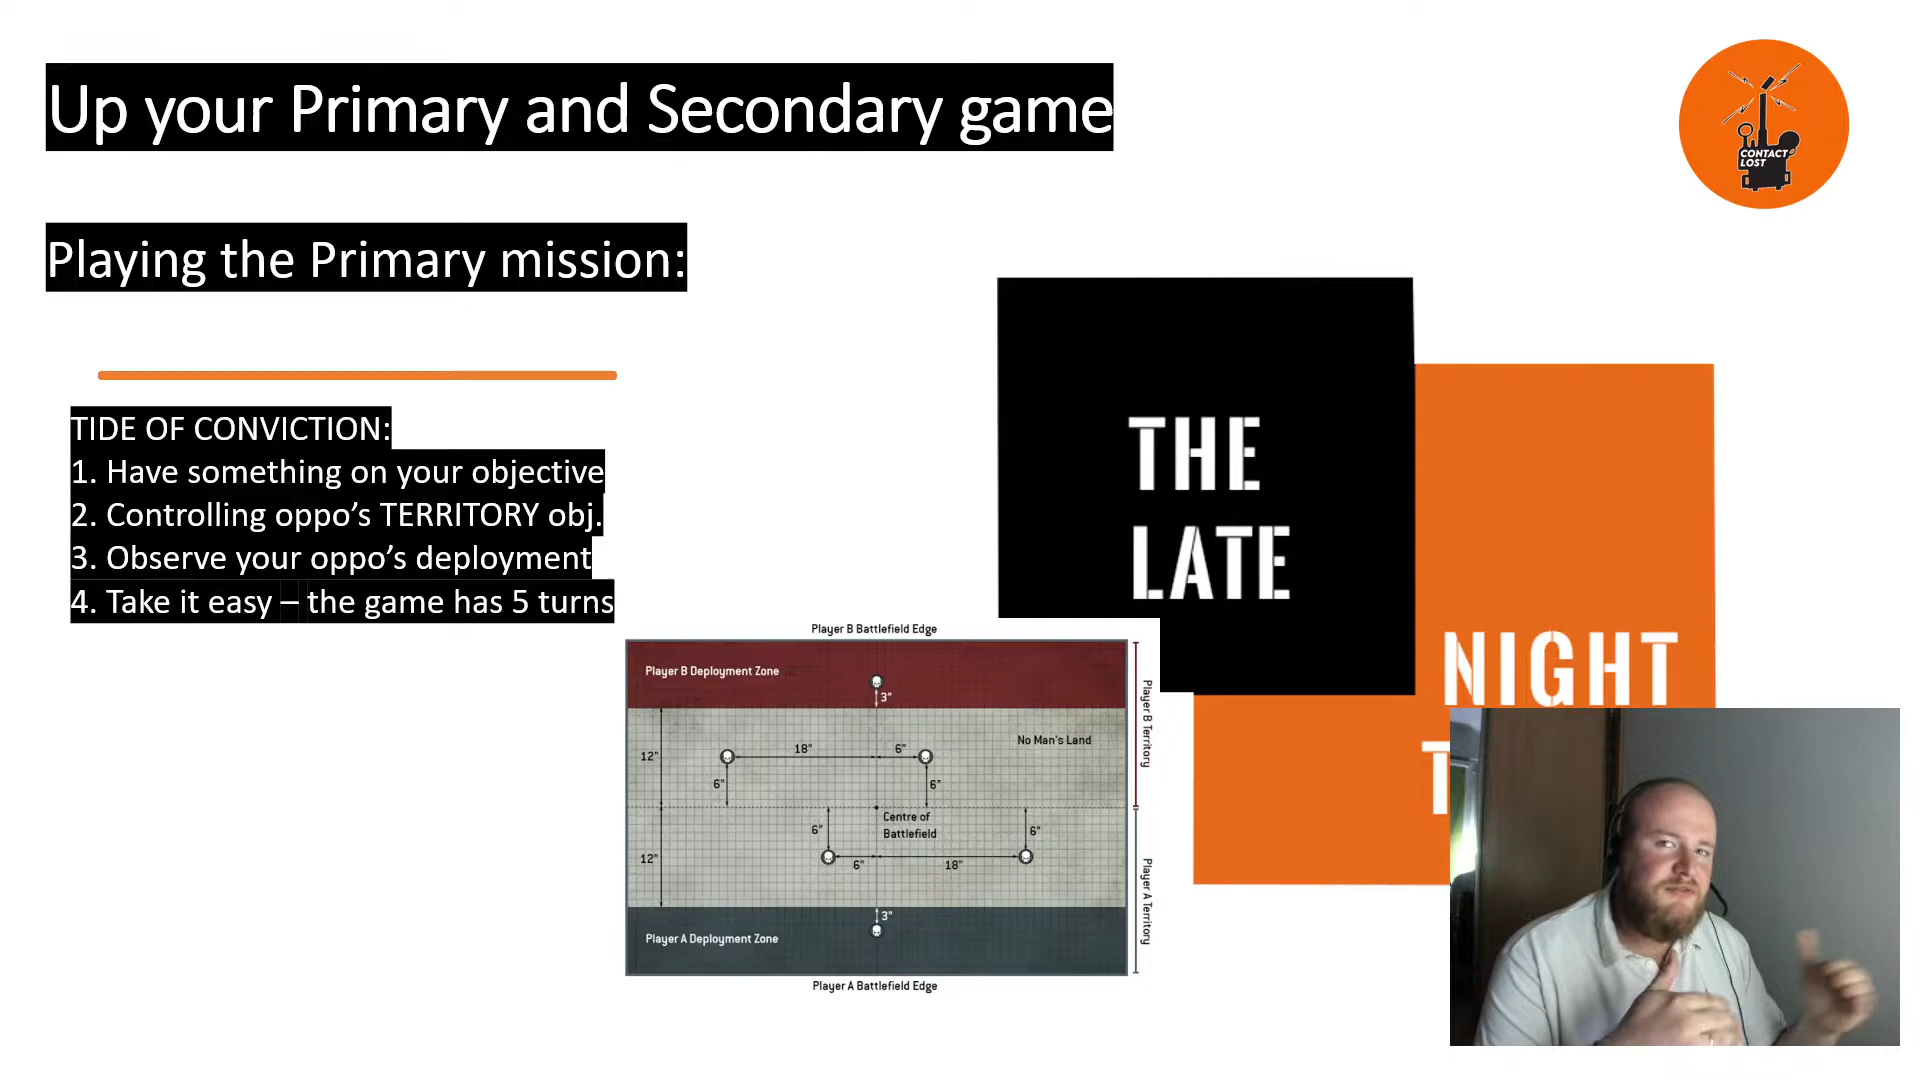 Up your Primary and Secondary game
CONTACT
LOST
Playing the Primary mission:
TIDE OF CONVICTION:
1. Have something on your objective
2. Controlling oppo’s TERRITORY obj.
3. Observe your oppo’s deployment
4. Take it easy – the game has 5 turns
THE
LATE
NIGHT
T
Player B Battlefield Edge
Player B Deployment Zone
3"
Player B Territory
No Man's Land
12"
18"
6"
6"
6"
Centre of
Battlefield
6"
6"
12"
6"
18"
Player A Territory
3"
Player A Deployment Zone
Player A Battlefield Edge